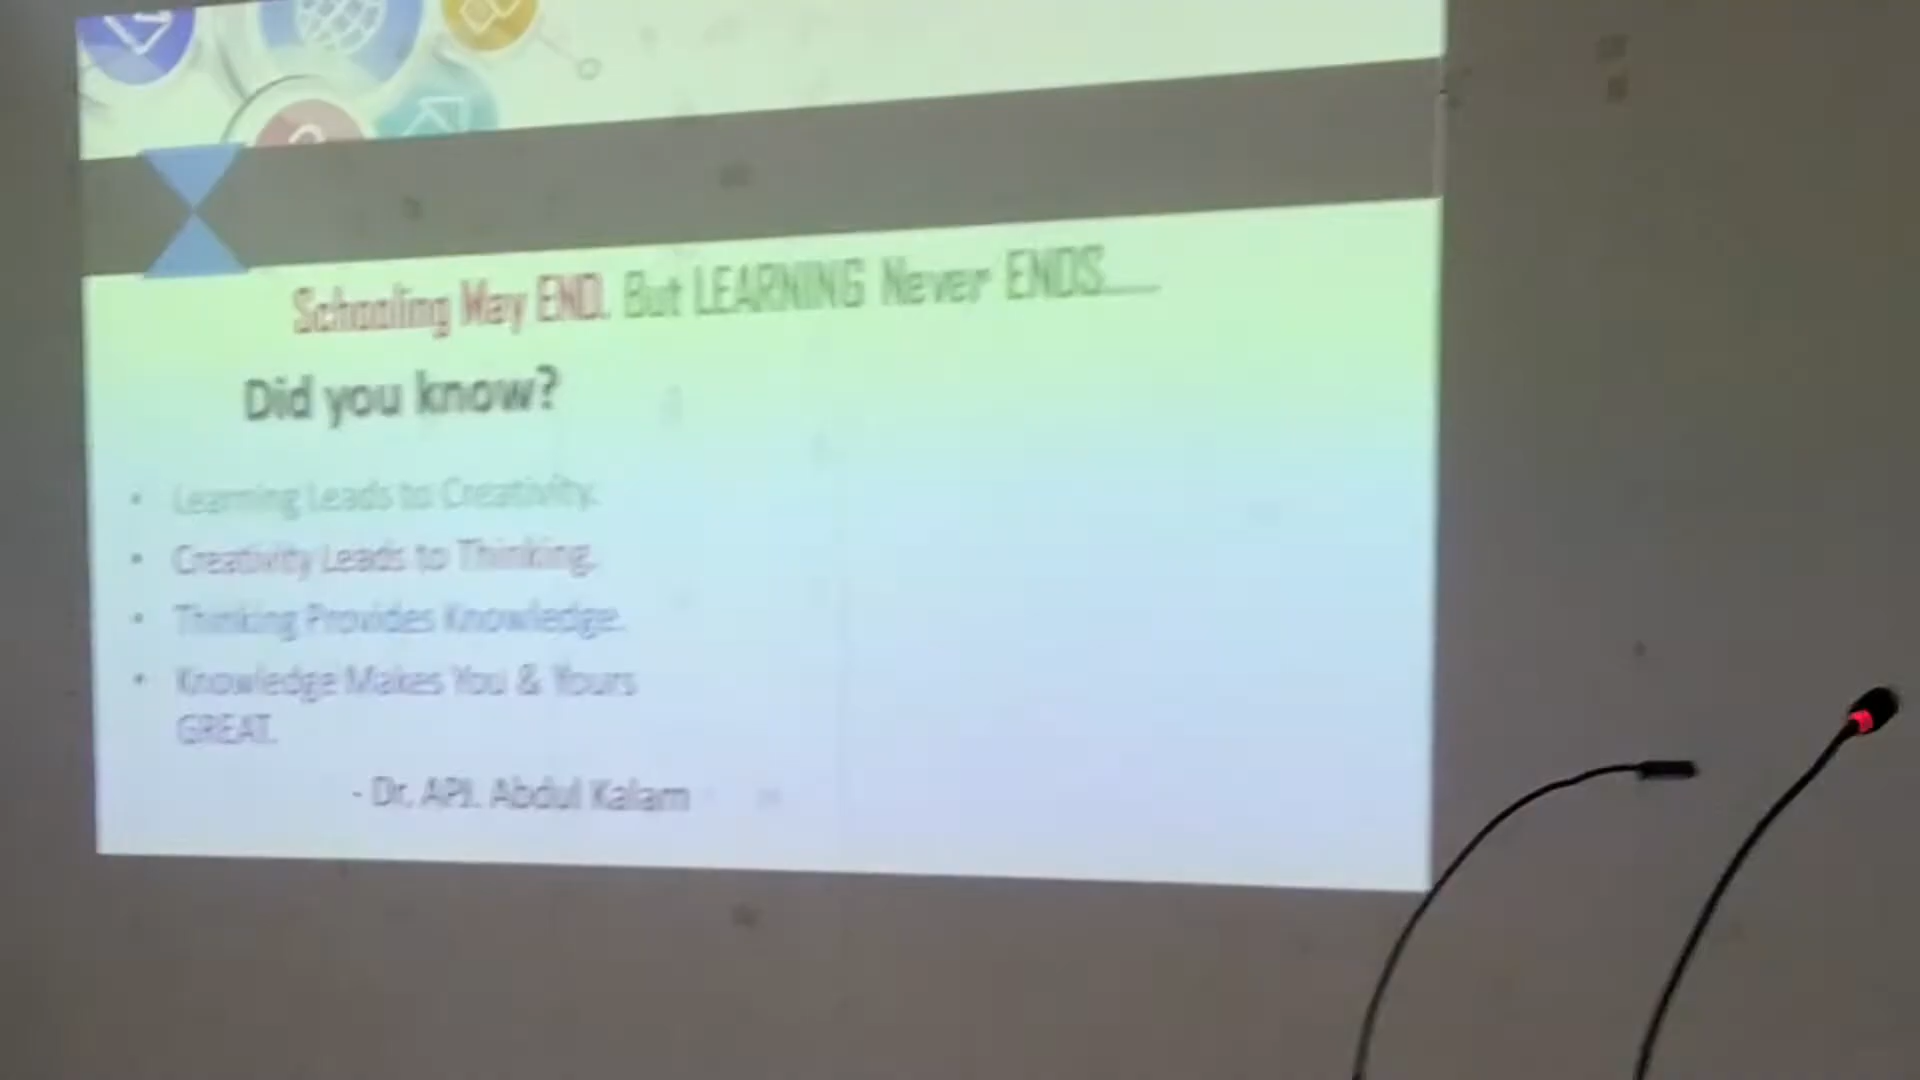 Schooling May END. But LEARNING Never ENDS......
Did you know?
• Learning Leads to Creativity.
• Creativity Leads to Thinking.
• Thinking Provides Knowledge.
• Knowledge Makes You & Yours
GREAT.
- Dr. APJ. Abdul Kalam